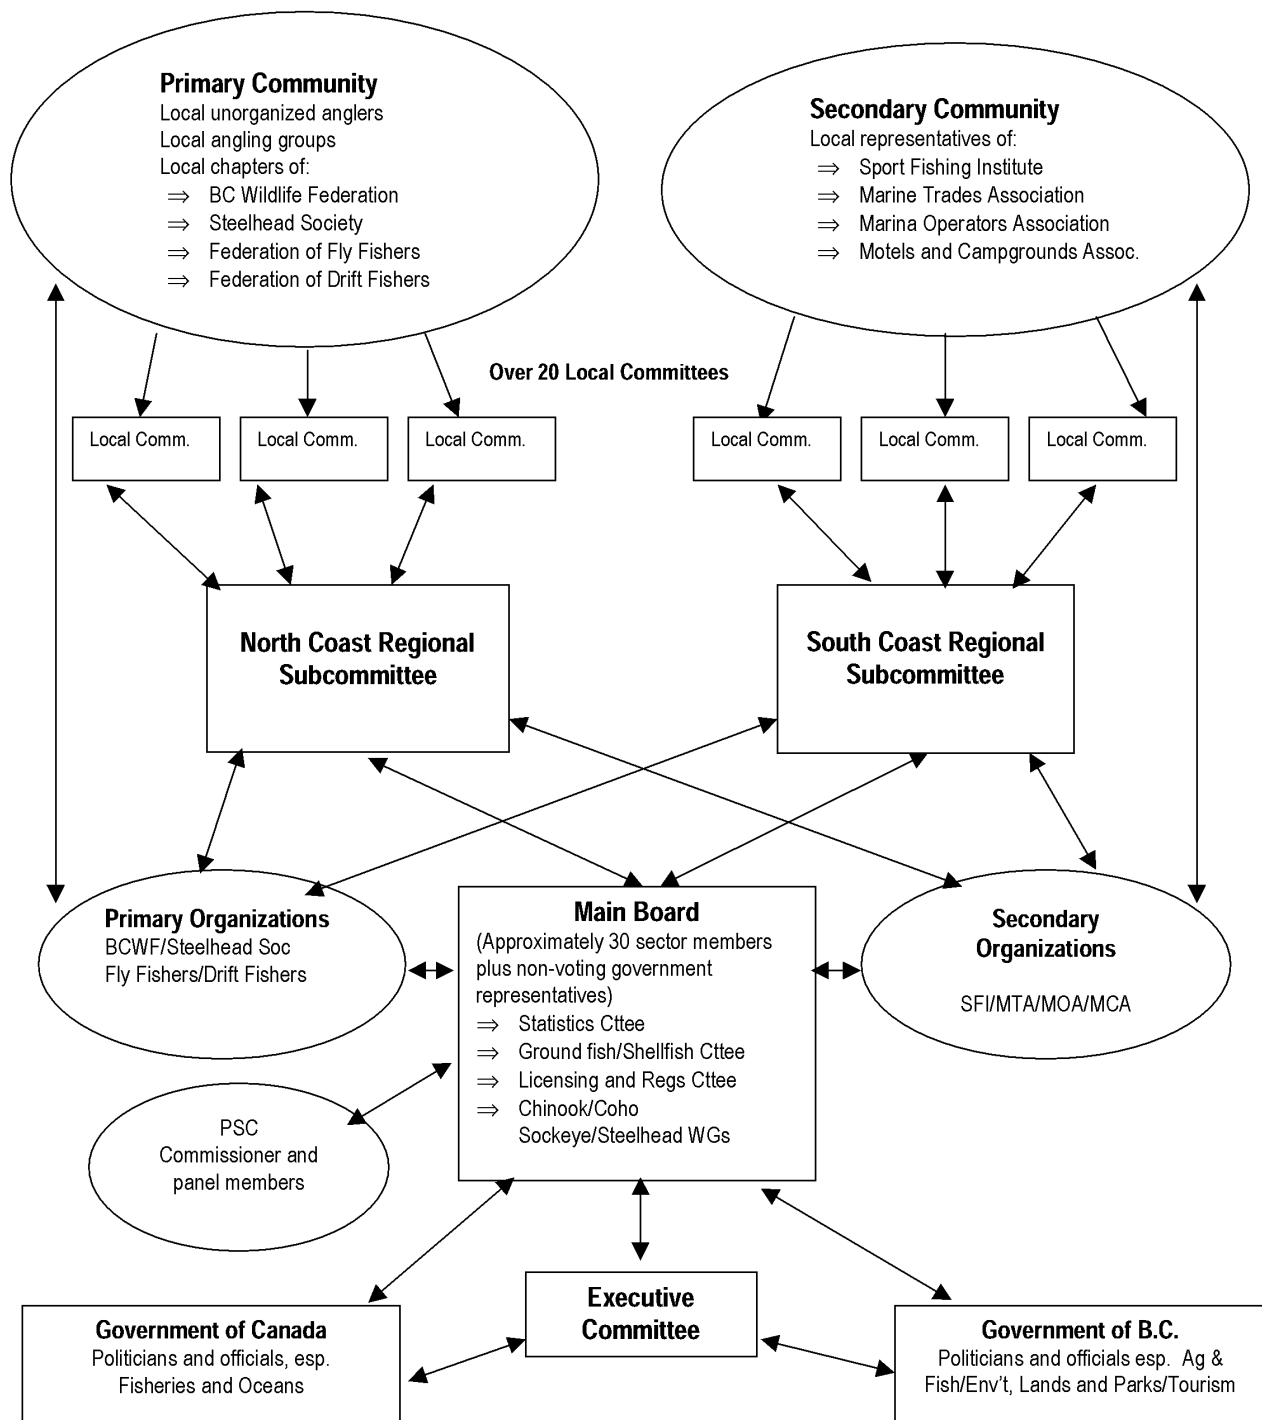 Primary Community
Local unorganized anglers
Local angling groups
Local chapters of:
⇒ BC Wildlife Federation
⇒ Steelhead Society
⇒ Federation of Fly Fishers
⇒ Federation of Drift Fishers
Secondary Community
Local representatives of:
⇒ Sport Fishing Institute
⇒ Marine Trades Association
⇒ Marina Operators Association
⇒ Motels and Campgrounds Assoc.
Over 20 Local Committees
Local Comm.
Local Comm.
Local Comm.
Local Comm.
Local Comm.
Local Comm.
North Coast Regional
Subcommittee
South Coast Regional
Subcommittee
Primary Organizations
BCWF/Steelhead Soc
Fly Fishers/Drift Fishers
Main Board
(Approximately 30 sector members
plus non-voting government
representatives)
⇒ Statistics Cttee
⇒ Ground fish/Shellfish Cttee
⇒ Licensing and Regs Cttee
⇒ Chinook/Coho
Sockeye/Steelhead WGs
Secondary
Organizations
SFI/MTA/MOA/MCA
PSC
Commissioner and
panel members
Executive
Committee
Government of Canada
Politicians and officials, esp.
Fisheries and Oceans
Government of B.C.
Politicians and officials esp. Ag &
Fish/Env't, Lands and Parks/Tourism